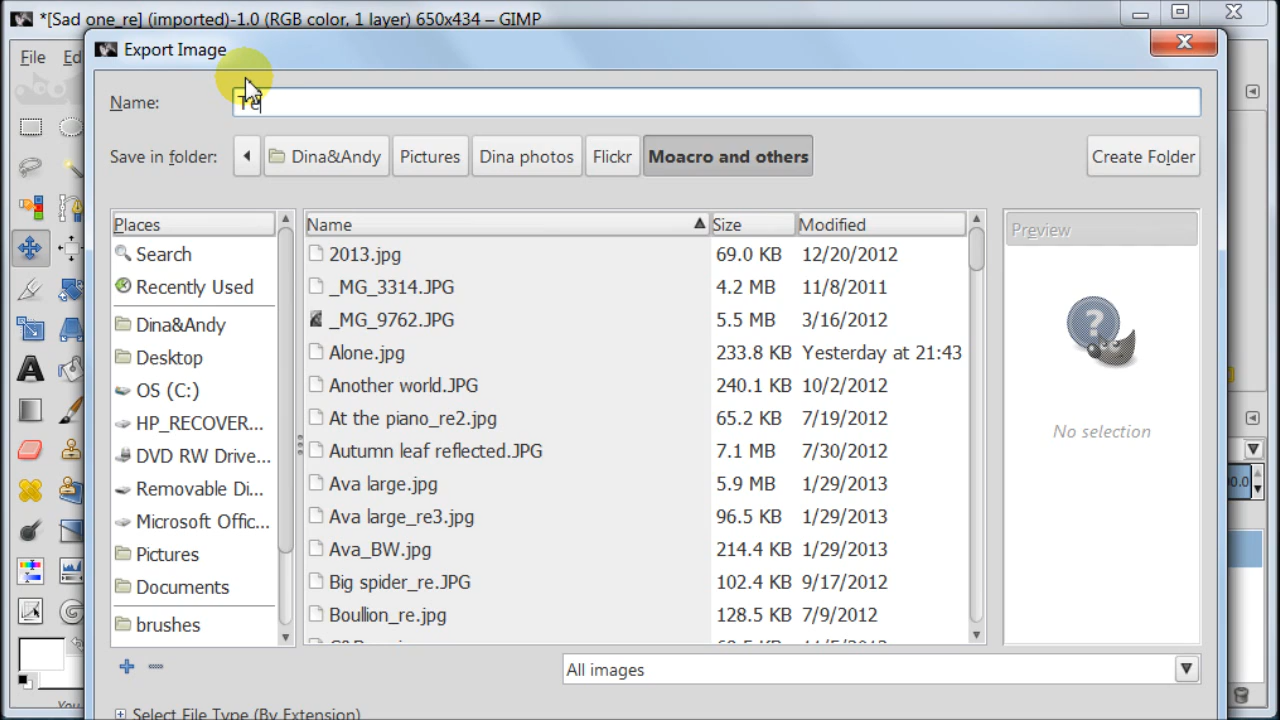 *[Sad one_re] (imported)-1.0 (RGB color, 1 layer) 650x434 – GIMP
File Ed
Export Image
Name: Te
Save in folder: Dina&Andy Pictures Dina photos Flickr Moacro and others Create Folder
Places Name Size Modified Preview
Search 2013.jpg 69.0 KB 12/20/2012
Recently Used _MG_3314.JPG 4.2 MB 11/8/2011
Dina&Andy _MG_9762.JPG 5.5 MB 3/16/2012
Desktop Alone.jpg 233.8 KB Yesterday at 21:43
OS (C:) Another world.JPG 240.1 KB 10/2/2012
HP_RECOVER... At the piano_re2.jpg 65.2 KB 7/19/2012
No selection
DVD RW Drive... Autumn leaf reflected.JPG 7.1 MB 7/30/2012
Removable Di... Ava large.jpg 5.9 MB 1/29/2013
00.0
Microsoft Offic... Ava large_re3.jpg 96.5 KB 1/29/2013
Pictures Ava_BW.jpg 214.4 KB 1/29/2013
Documents Big spider_re.JPG 102.4 KB 9/17/2012
brushes Boullion_re.jpg 128.5 KB 7/9/2012
All images
You
Select File Type (By Extension)